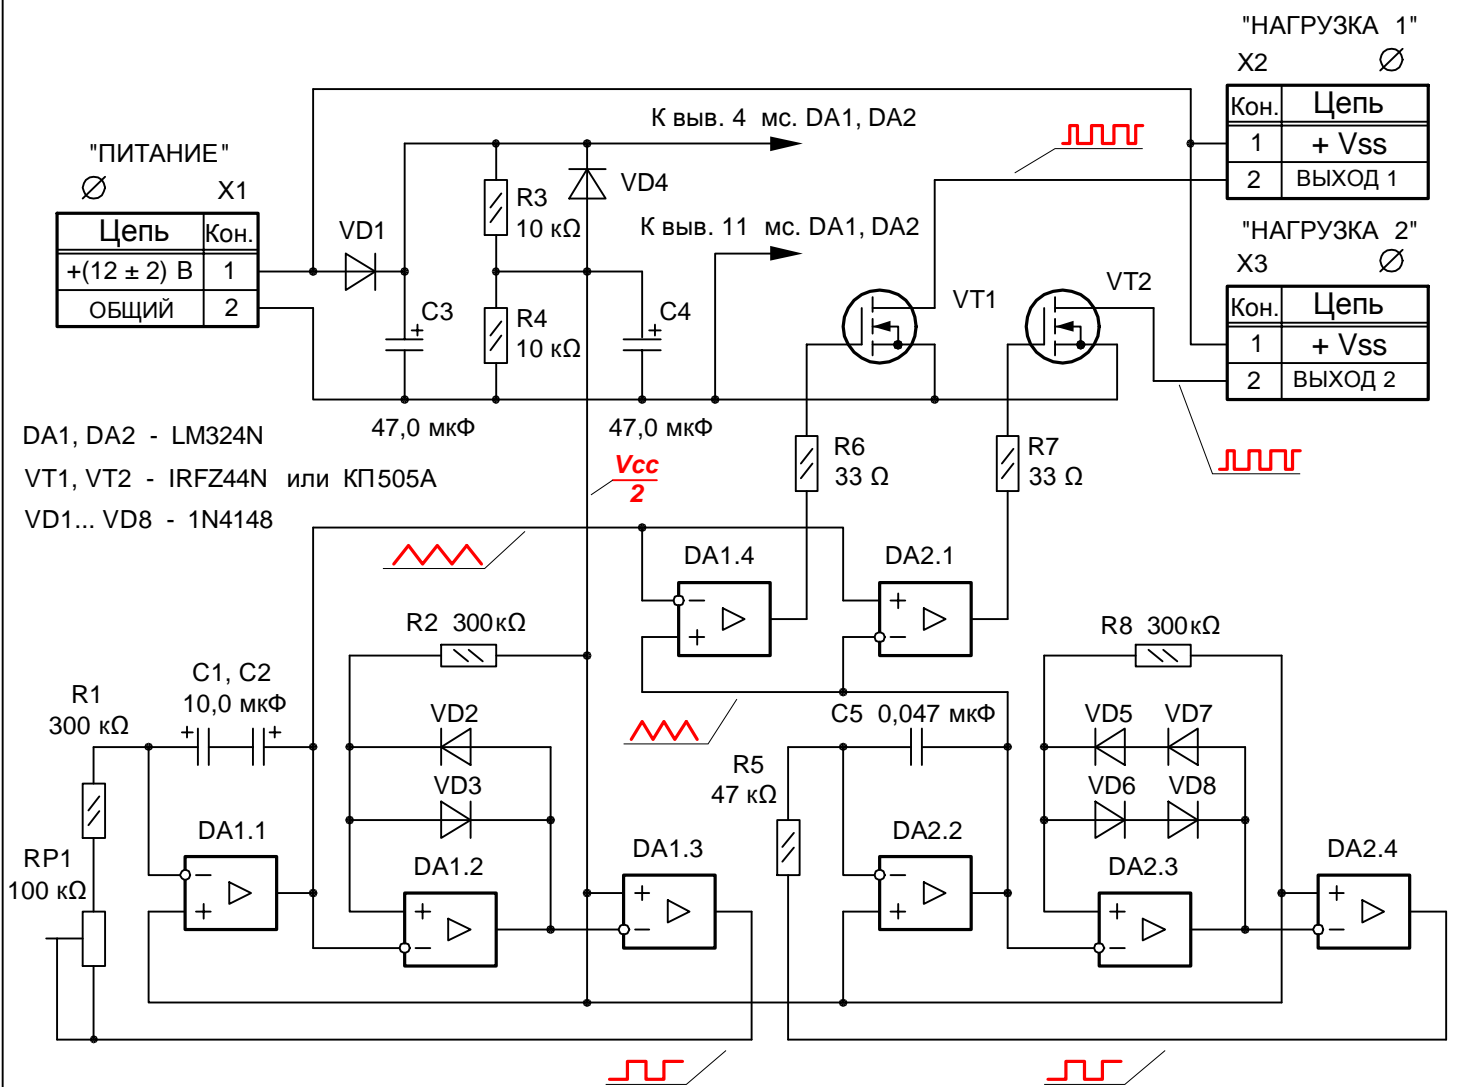 "НАГРУЗКА 1"
X2
Кон. Цепь
1 + Vss
2 ВЫХОД 1
К выв. 4 мс. DA1, DA2
"ПИТАНИЕ"
X1
Цепь Кон.
+(12 ± 2) В 1
ОБЩИЙ 2
VD1
R3
10 кΩ
VD4
К выв. 11 мс. DA1, DA2
"НАГРУЗКА 2"
X3
Кон. Цепь
1 + Vss
2 ВЫХОД 2
VT1
VT2
+ C3
47,0 мкФ
R4
10 кΩ
+ C4
47,0 мкФ
DA1, DA2 - LM324N
VT1, VT2 - IRFZ44N или КП505А
VD1... VD8 - 1N4148
Vcc
2
R6
33 Ω
R7
33 Ω
DA1.4
− +
DA2.1
+ −
R2 300кΩ
R8 300кΩ
C1, C2
10,0 мкФ
+ +
R1
300 кΩ
VD2
VD3
C5 0,047 мкФ
VD5 VD7
VD6 VD8
R5
47 кΩ
RP1
100 кΩ
DA1.1
− +
DA1.2
+ −
DA1.3
+ −
DA2.2
− +
DA2.3
+ −
DA2.4
+ −